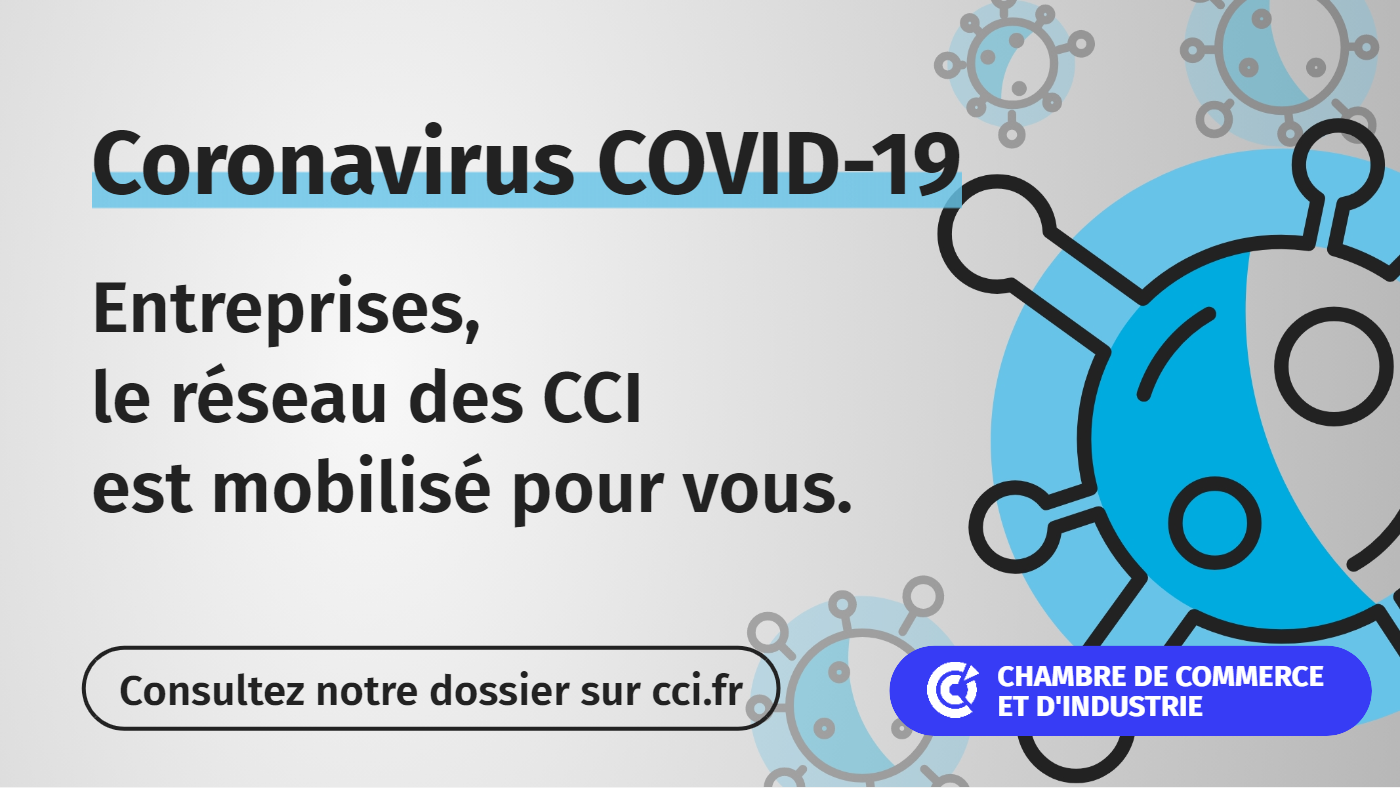 Coronavirus COVID-19
Entreprises,
le réseau des CCI
est mobilisé pour vous.
Consultez notre dossier sur cci.fr
CHAMBRE DE COMMERCE
ET D'INDUSTRIE